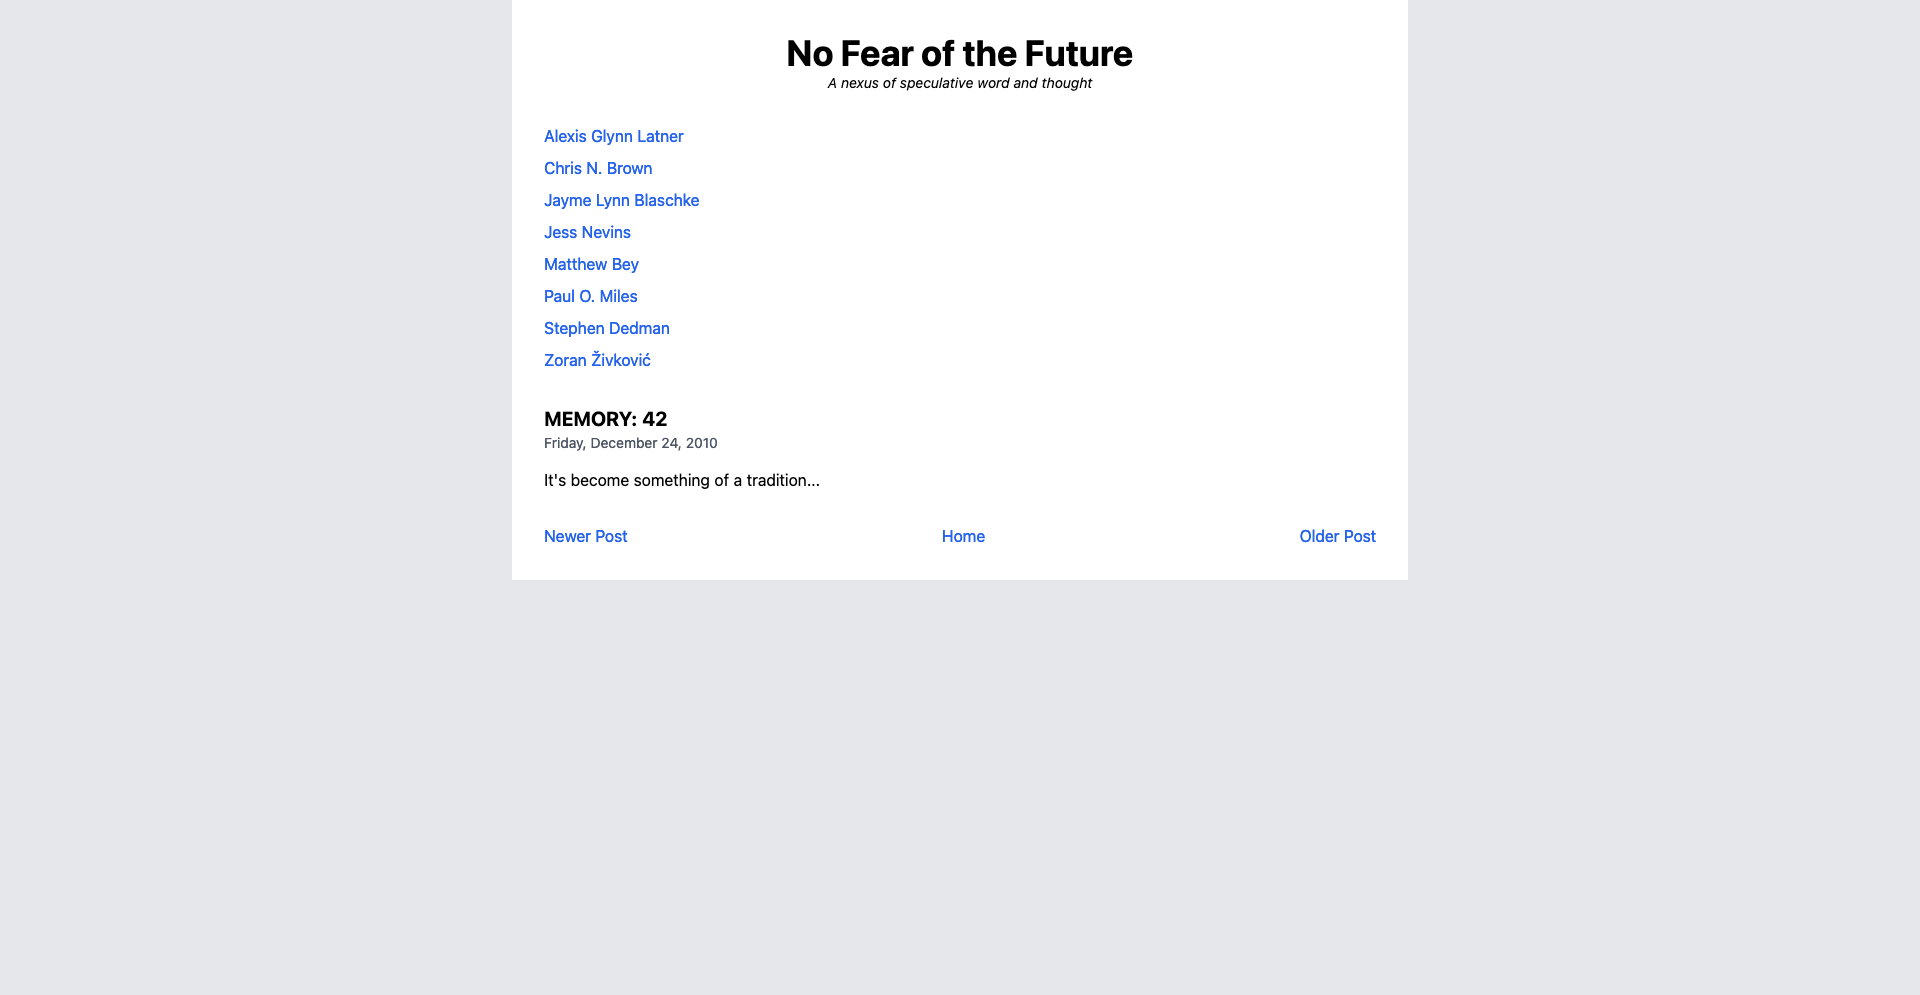 No Fear of the Future
A nexus of speculative word and thought
Alexis Glynn Latner
Chris N. Brown
Jayme Lynn Blaschke
Jess Nevins
Matthew Bey
Paul O. Miles
Stephen Dedman
Zoran Živković
MEMORY: 42
Friday, December 24, 2010
It's become something of a tradition...
Newer Post Home Older Post